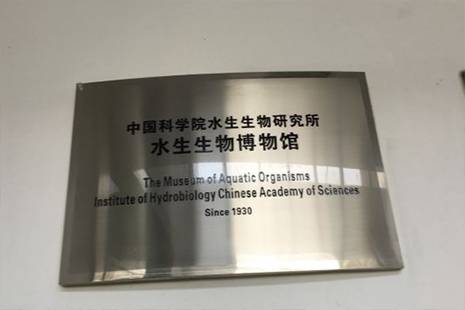 中国科学院水生生物研究所
水生生物博物馆
The Museum of Aquatic Organisms
Institute of Hydrobiology Chinese Academy of Sciences
Since 1930